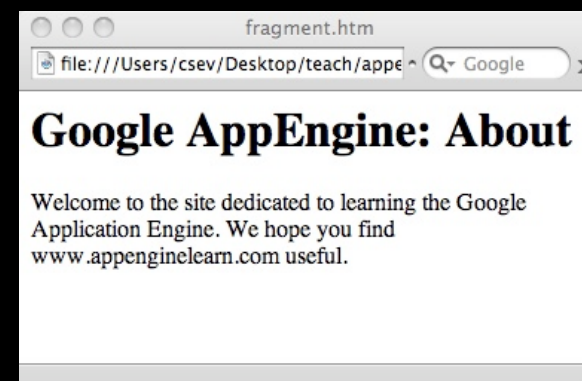 fragment.htm
file:///Users/csev/Desktop/teach/appe Google
Google AppEngine: About
Welcome to the site dedicated to learning the Google
Application Engine. We hope you find
www.appenginelearn.com useful.